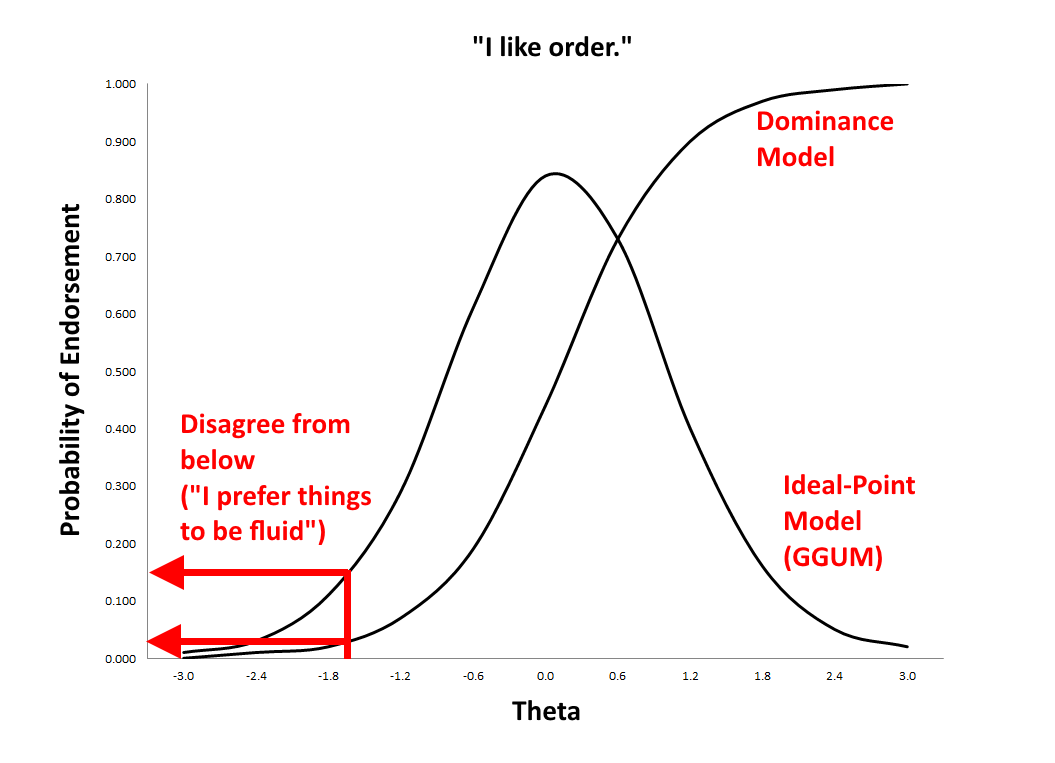 "I like order."
1.000
Dominance
Model
0.900
0.800
0.700
0.600
0.500
Probability of Endorsement
0.400
Disagree from
below
("I prefer things
to be fluid")
0.300
Ideal-Point
Model
(GGUM)
0.200
0.100
0.000
-3.0 -2.4 -1.8 -1.2 -0.6 0.0 0.6 1.2 1.8 2.4 3.0
Theta